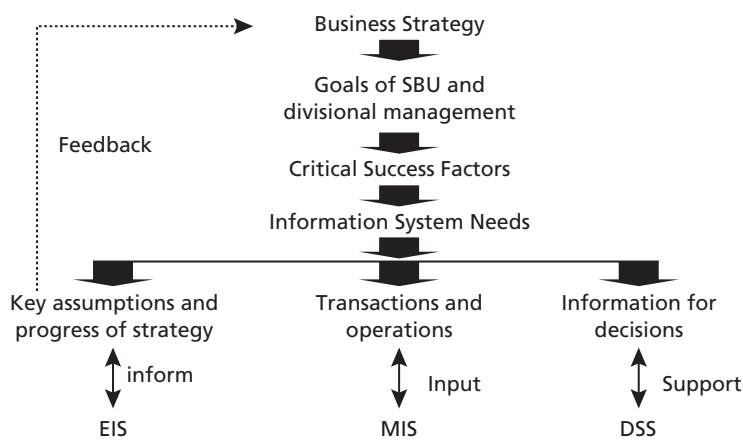 Business Strategy
Goals of SBU and
divisional management
Feedback
Critical Success Factors
Information System Needs
Key assumptions and
progress of strategy
Transactions and
operations
Information for
decisions
inform
Input
Support
EIS
MIS
DSS